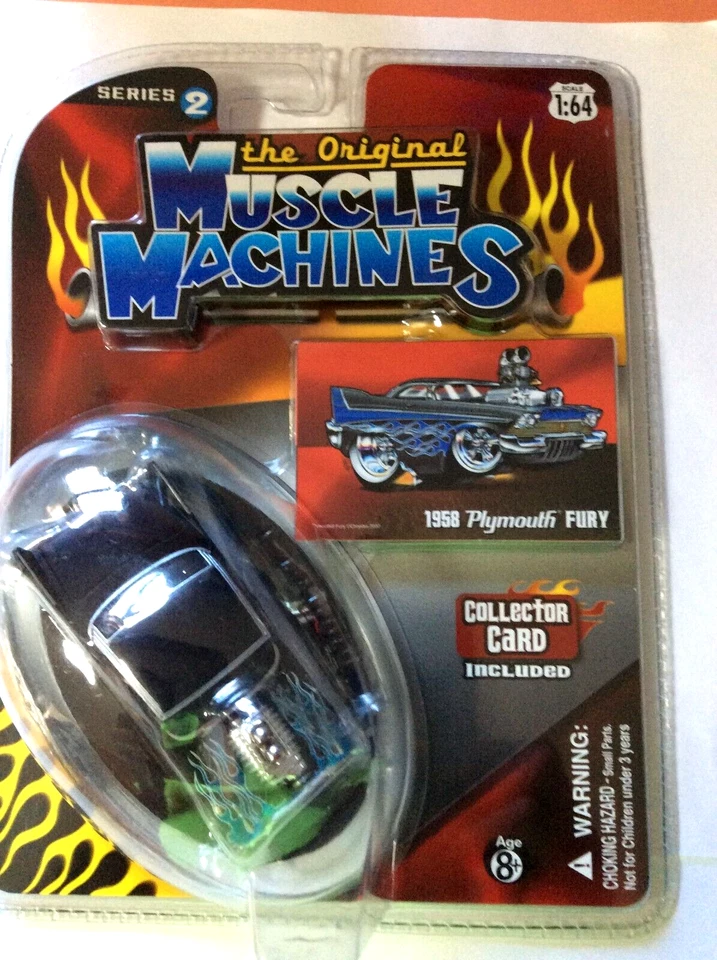 SERIES 2
SCALE
1:64
the Original
MUSCLE
MACHINES
1958 Plymouth FURY
COLLECTOR
CARD
INCLUDED
WARNING:
CHOKING HAZARD - Small Parts.
Not for Children under 3 years
Age
8+